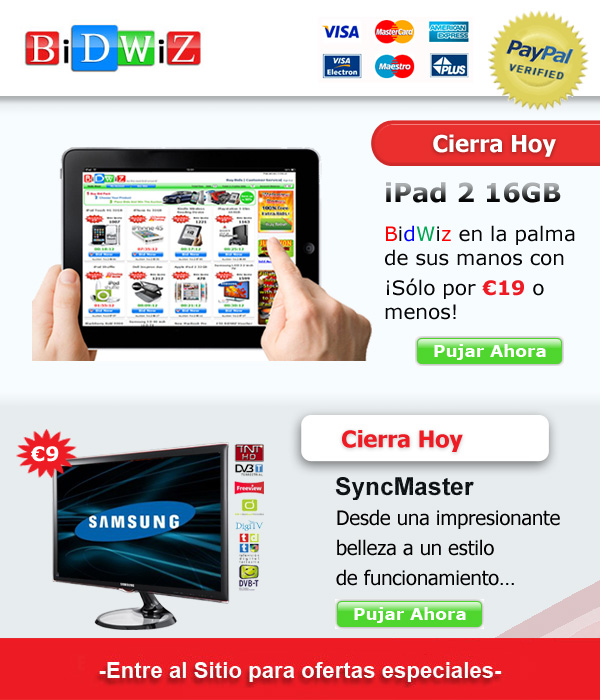 BiDWiZ
VISA
MasterCard
AMERICAN EXPRESS
PayPal
VERIFIED
VISA
Electron
Maestro
PLUS
Cierra Hoy
iPad 2 16GB
BidWiz en la palma
de sus manos con
¡Sólo por €19 o
menos!
Pujar Ahora
BiDWiZ
€9
SAMSUNG
SAMSUNG
TNT
HD
DVB T
Freeview
DigiTV
td
DVB-T
Cierra Hoy
SyncMaster
Desde una impresionante
belleza a un estilo
de funcionamiento...
Pujar Ahora
-Entre al Sitio para ofertas especiales-